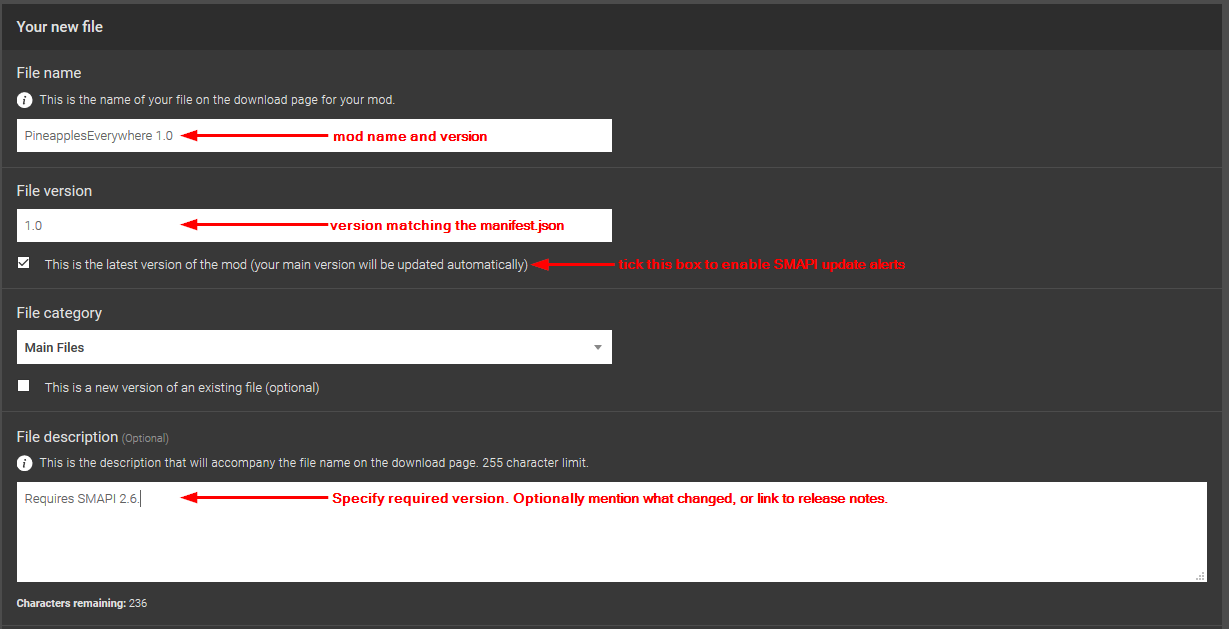 Your new file
File name
i This is the name of your file on the download page for your mod.
PineapplesEverywhere 1.0 mod name and version
File version
1.0 version matching the manifest.json
This is the latest version of the mod (your main version will be updated automatically) tick this box to enable SMAPI update alerts
File category
Main Files
This is a new version of an existing file (optional)
File description (Optional)
i This is the description that will accompany the file name on the download page. 255 character limit.
Requires SMAPI 2.6. Specify required version. Optionally mention what changed, or link to release notes.
Characters remaining: 236